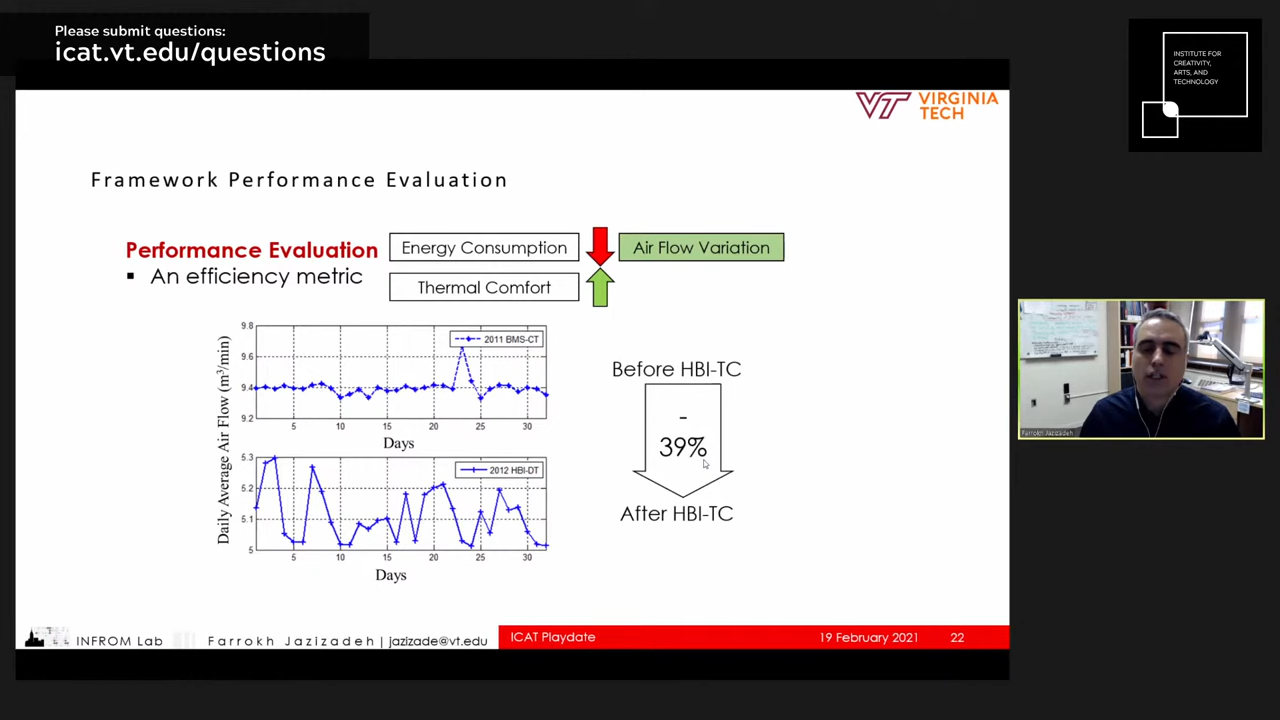 Please submit questions:
icat.vt.edu/questions
INSTITUTE FOR
CREATIVITY,
ARTS, AND
TECHNOLOGY
VT VIRGINIA
TECH
Framework Performance Evaluation
Performance Evaluation
▪ An efficiency metric
Energy Consumption
Thermal Comfort
Air Flow Variation
Daily Average Air Flow (m³/min)
9.8
9.6
9.4
9.2
2011 BMS-CT
5 10 15 20 25 30
Days
5.3
5.2
5.1
5
2012 HBI-DT
5 10 15 20 25 30
Days
Before HBI-TC
-
39%
After HBI-TC
Farrokh Jazizadeh
INFROM Lab
Farrokh Jazizadeh | jazizade@vt.edu
ICAT Playdate
19 February 2021
22